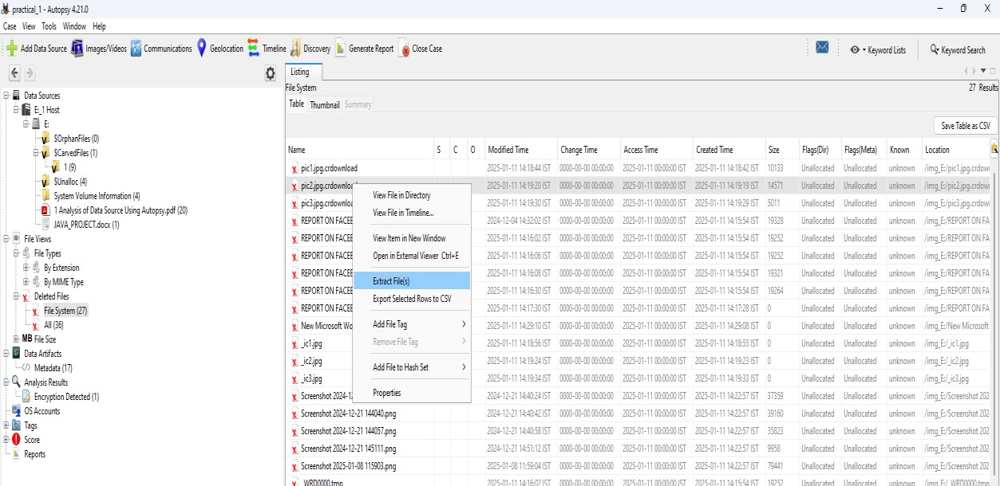 practical_1 - Autopsy 4.21.0
Case View Tools Window Help
Add Data Source Images/Videos Communications Geolocation Timeline Discovery Generate Report Close Case Keyword Lists Keyword Search
Data Sources
E:_1 Host
E:
$OrphanFiles (0)
$CarvedFiles (1)
1 (9)
$Unalloc (4)
System Volume Information (4)
1 Analysis of Data Source Using Autopsy.pdf (20)
JAVA_PROJECT.docx (1)
File Views
File Types
By Extension
By MIME Type
Deleted Files
File System (27)
All (36)
MB File Size
Data Artifacts
Metadata (17)
Analysis Results
Encryption Detected (1)
OS Accounts
Tags
Score
Reports
Listing
File System 27 Results
Table Thumbnail Summary
Save Table as CSV
Name S C O Modified Time Change Time Access Time Created Time Size Flags(Dir) Flags(Meta) Known Location
pic1.jpg.crdownload 2025-01-11 14:18:44 IST 0000-00-00 00:00:00 2025-01-11 00:00:00 IST 2025-01-11 14:18:42 IST 10133 Unallocated Unallocated unknown /img_E:/pic1.jpg.crdown
pic2.jpg.crdownloa 2025-01-11 14:19:20 IST 0000-00-00 00:00:00 2025-01-11 00:00:00 IST 2025-01-11 14:19:19 IST 14571 Unallocated Unallocated unknown /img_E:/pic2.jpg.crdown
pic3.jpg.crdownloa 2025-01-11 14:19:30 IST 0000-00-00 00:00:00 2025-01-11 00:00:00 IST 2025-01-11 14:19:29 IST 5011 Unallocated Unallocated unknown /img_E:/pic3.jpg.crdown
REPORT ON FACEB 2024-12-04 14:32:02 IST 0000-00-00 00:00:00 2025-01-11 00:00:00 IST 2025-01-11 14:15:54 IST 19328 Unallocated Unallocated unknown /img_E:/REPORT ON FA
REPORT ON FACEB 2025-01-11 14:16:02 IST 0000-00-00 00:00:00 2025-01-11 00:00:00 IST 2025-01-11 14:15:54 IST 19252 Unallocated Unallocated unknown /img_E:/REPORT ON FA
REPORT ON FACEB 2025-01-11 14:16:06 IST 0000-00-00 00:00:00 2025-01-11 00:00:00 IST 2025-01-11 14:15:54 IST 19252 Unallocated Unallocated unknown /img_E:/REPORT ON FA
REPORT ON FACEB 2025-01-11 14:16:08 IST 0000-00-00 00:00:00 2025-01-11 00:00:00 IST 2025-01-11 14:15:54 IST 19321 Unallocated Unallocated unknown /img_E:/REPORT ON FA
REPORT ON FACEB 2025-01-11 14:16:30 IST 0000-00-00 00:00:00 2025-01-11 00:00:00 IST 2025-01-11 14:15:54 IST 19264 Unallocated Unallocated unknown /img_E:/REPORT ON FA
REPORT ON FACEB 2025-01-11 14:17:30 IST 0000-00-00 00:00:00 2025-01-11 00:00:00 IST 2025-01-11 14:17:28 IST 0 Unallocated Unallocated unknown /img_E:/REPORT ON FA
New Microsoft Wo 2025-01-11 14:29:10 IST 0000-00-00 00:00:00 2025-01-11 00:00:00 IST 2025-01-11 14:29:08 IST 0 Unallocated Unallocated unknown /img_E:/New Microsoft
_ic1.jpg 2025-01-11 14:18:56 IST 0000-00-00 00:00:00 2025-01-11 00:00:00 IST 2025-01-11 14:18:55 IST 0 Unallocated Unallocated unknown /img_E:/_ic1.jpg
_ic2.jpg 2025-01-11 14:19:24 IST 0000-00-00 00:00:00 2025-01-11 00:00:00 IST 2025-01-11 14:19:23 IST 0 Unallocated Unallocated unknown /img_E:/_ic2.jpg
_ic3.jpg 2025-01-11 14:19:34 IST 0000-00-00 00:00:00 2025-01-11 00:00:00 IST 2025-01-11 14:19:33 IST 0 Unallocated Unallocated unknown /img_E:/_ic3.jpg
Screenshot 2024-12 2024-12-21 14:40:24 IST 0000-00-00 00:00:00 2025-01-11 00:00:00 IST 2025-01-11 14:22:57 IST 37359 Unallocated Unallocated unknown /img_E:/Screenshot 202
Screenshot 2024-12-21 144040.png 2024-12-21 14:40:42 IST 0000-00-00 00:00:00 2025-01-11 00:00:00 IST 2025-01-11 14:22:57 IST 39160 Unallocated Unallocated unknown /img_E:/Screenshot 202
Screenshot 2024-12-21 144057.png 2024-12-21 14:40:58 IST 0000-00-00 00:00:00 2025-01-11 00:00:00 IST 2025-01-11 14:22:57 IST 35823 Unallocated Unallocated unknown /img_E:/Screenshot 202
Screenshot 2024-12-21 145111.png 2024-12-21 14:51:12 IST 0000-00-00 00:00:00 2025-01-11 00:00:00 IST 2025-01-11 14:22:57 IST 9958 Unallocated Unallocated unknown /img_E:/Screenshot 202
Screenshot 2025-01-08 115903.png 2025-01-08 11:59:04 IST 0000-00-00 00:00:00 2025-01-11 00:00:00 IST 2025-01-11 14:22:57 IST 79441 Unallocated Unallocated unknown /img_E:/Screenshot 202
_WRD0000.tmp 2025-01-11 14:16:02 IST 0000-00-00 00:00:00 2025-01-11 00:00:00 IST 2025-01-11 14:15:54 IST 19252 Unallocated Unallocated unknown /img_E:/_WRD0000.tm
View File in Directory
View File in Timeline...
View Item in New Window
Open in External Viewer Ctrl+E
Extract File(s)
Export Selected Rows to CSV
Add File Tag
Remove File Tag
Add File to Hash Set
Properties